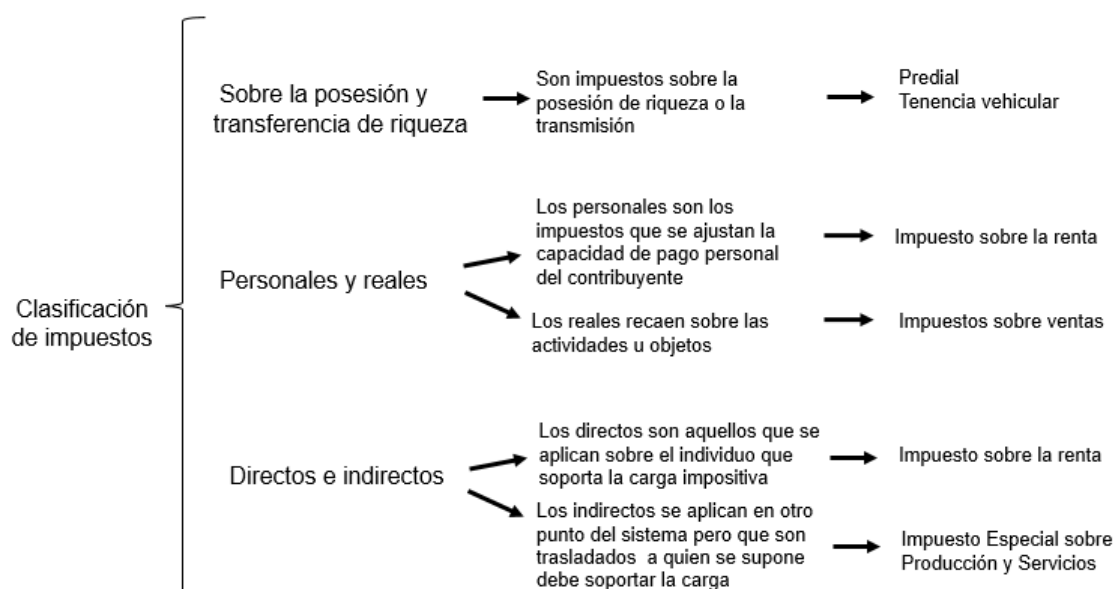 Clasificación
de impuestos
Sobre la posesión y
transferencia de riqueza
Son impuestos sobre la
posesión de riqueza o la
transmisión
Predial
Tenencia vehicular
Personales y reales
Los personales son los
impuestos que se ajustan la
capacidad de pago personal
del contribuyente
Impuesto sobre la renta
Los reales recaen sobre las
actividades u objetos
Impuestos sobre ventas
Directos e indirectos
Los directos son aquellos que se
aplican sobre el individuo que
soporta la carga impositiva
Impuesto sobre la renta
Los indirectos se aplican en otro
punto del sistema pero que son
trasladados a quien se supone
debe soportar la carga
Impuesto Especial sobre
Producción y Servicios